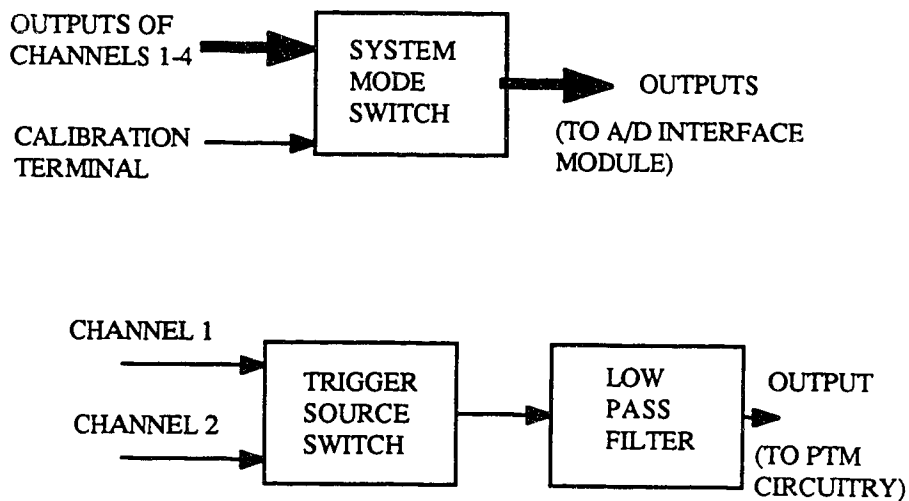 OUTPUTS OF
CHANNELS 1-4
SYSTEM
MODE
SWITCH
OUTPUTS
(TO A/D INTERFACE
MODULE)
CALIBRATION
TERMINAL
CHANNEL 1
CHANNEL 2
TRIGGER
SOURCE
SWITCH
LOW
PASS
FILTER
OUTPUT
(TO PTM
CIRCUITRY)